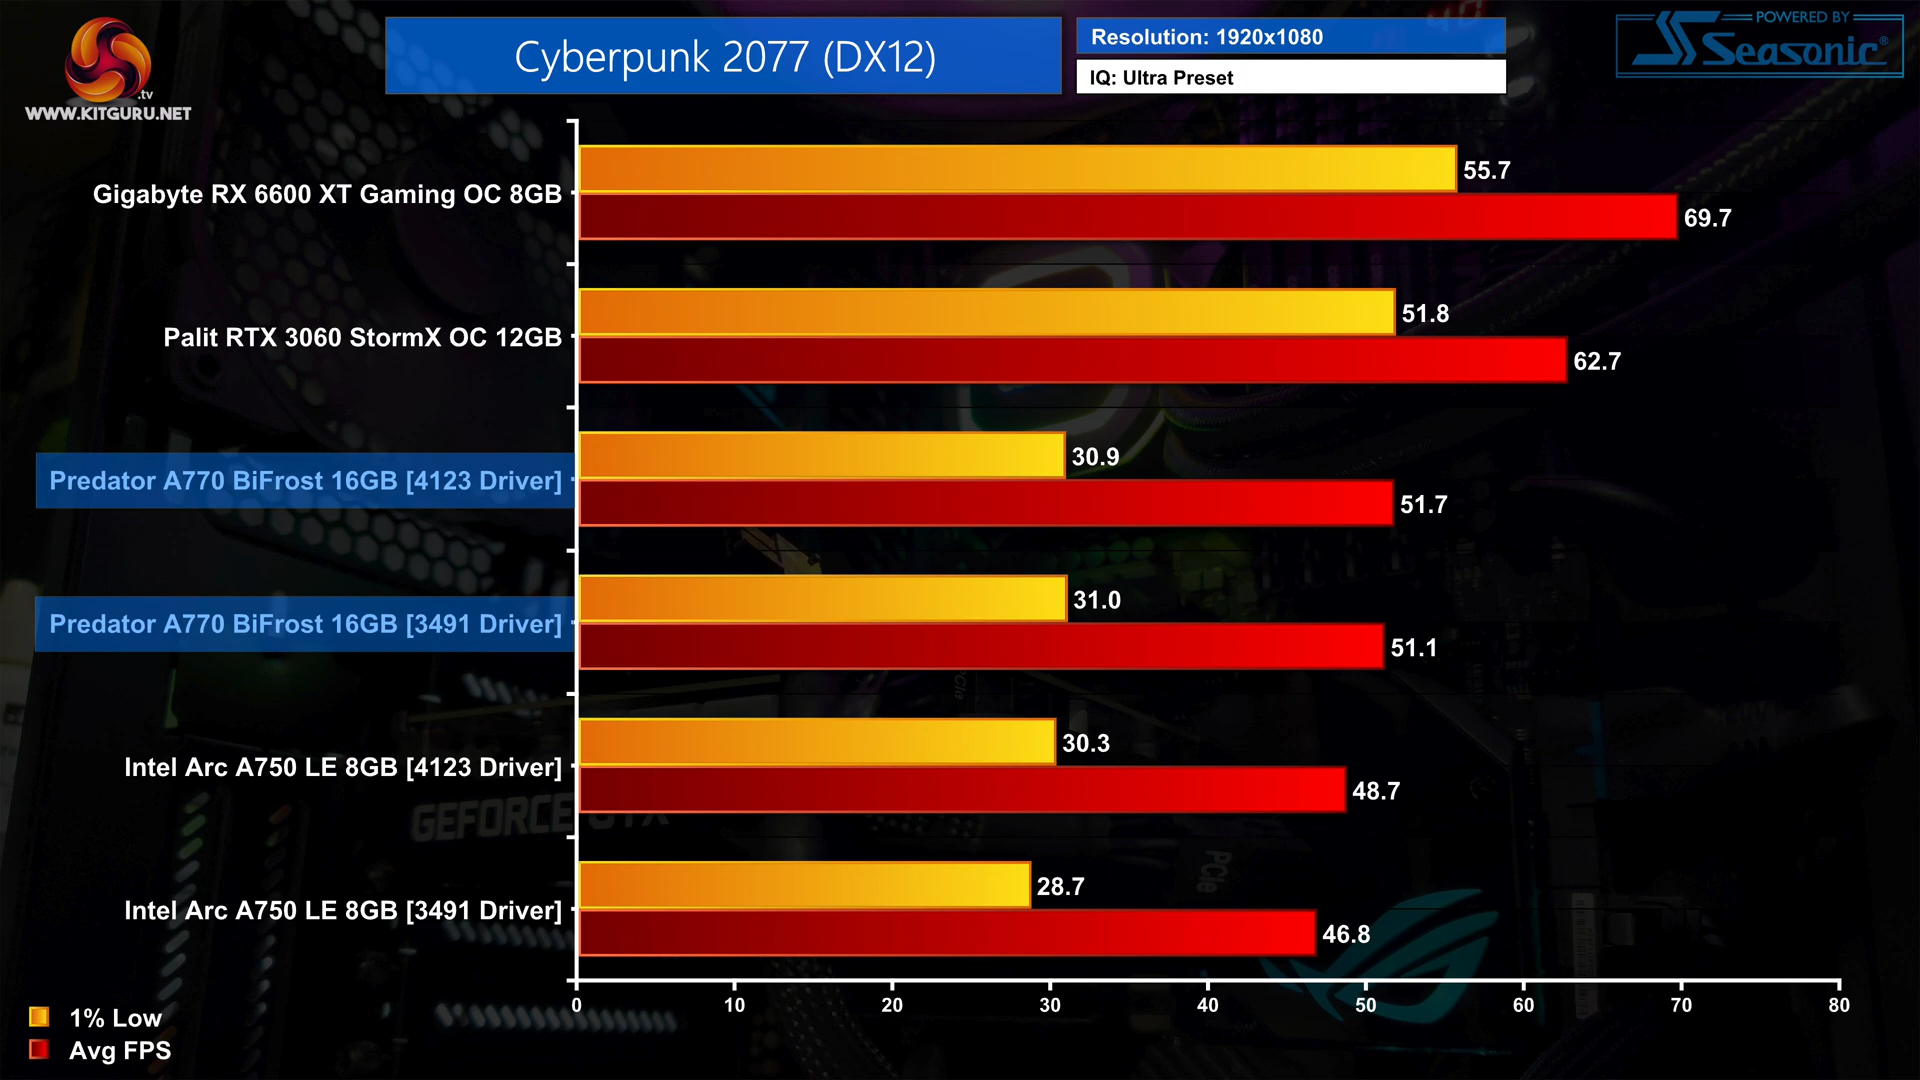 .tv
WWW.KITGURU.NET
Cyberpunk 2077 (DX12)
Resolution: 1920x1080
IQ: Ultra Preset
POWERED BY
Seasonic®
Gigabyte RX 6600 XT Gaming OC 8GB
55.7
69.7
Palit RTX 3060 StormX OC 12GB
51.8
62.7
Predator A770 BiFrost 16GB [4123 Driver]
30.9
51.7
Predator A770 BiFrost 16GB [3491 Driver]
31.0
51.1
Intel Arc A750 LE 8GB [4123 Driver]
30.3
48.7
Intel Arc A750 LE 8GB [3491 Driver]
28.7
46.8
0 10 20 30 40 50 60 70 80
1% Low
Avg FPS
GEFORCE GTX
PCIe
PCIe